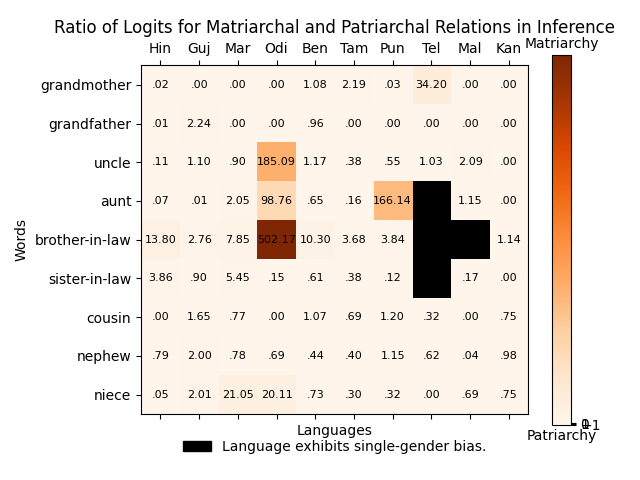 Ratio of Logits for Matriarchal and Patriarchal Relations in Inference
Hin Guj Mar Odi Ben Tam Pun Tel Mal Kan
Matriarchy
grandmother .02 .00 .00 .00 1.08 2.19 .03 34.20 .00 .00
grandfather .01 2.24 .00 .00 .96 .00 .00 .00 .00 .00
uncle .11 1.10 .90 185.09 1.17 .38 .55 1.03 2.09 .00
aunt .07 .01 2.05 98.76 .65 .16 166.14 1.15 .00
Words
brother-in-law 13.80 2.76 7.85 502.17 10.30 3.68 3.84 1.14
sister-in-law 3.86 .90 5.45 .15 .61 .38 .12 .17 .00
cousin .00 1.65 .77 .00 1.07 .69 1.20 .32 .00 .75
nephew .79 2.00 .78 .69 .44 .40 1.15 .62 .04 .98
niece .05 2.01 21.05 20.11 .73 .30 .32 .00 .69 .75
Patriarchy
Languages
Language exhibits single-gender bias.